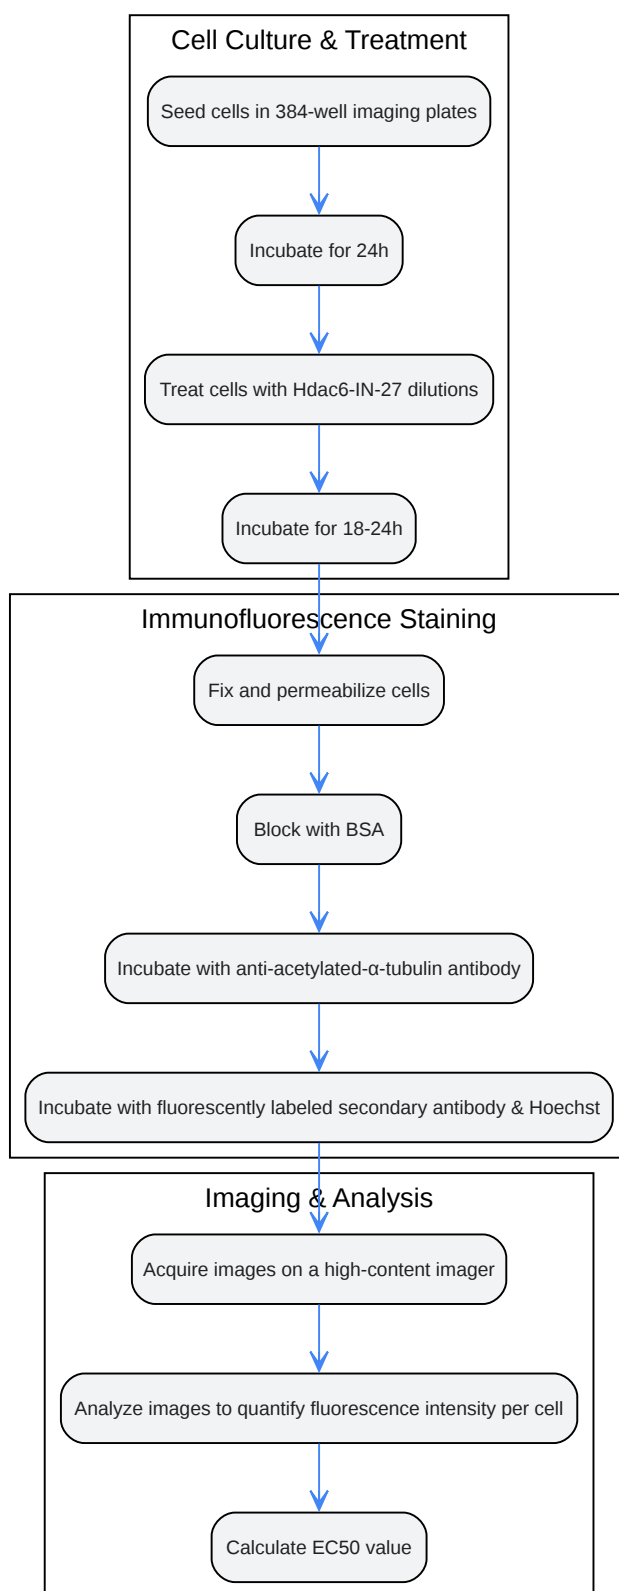 Cell Culture & Treatment
Seed cells in 384-well imaging plates
Incubate for 24h
Treat cells with Hdac6-IN-27 dilutions
Incubate for 18-24h
Immunofluorescence Staining
Fix and permeabilize cells
Block with BSA
Incubate with anti-acetylated-α-tubulin antibody
Incubate with fluorescently labeled secondary antibody & Hoechst
Imaging & Analysis
Acquire images on a high-content imager
Analyze images to quantify fluorescence intensity per cell
Calculate EC50 value